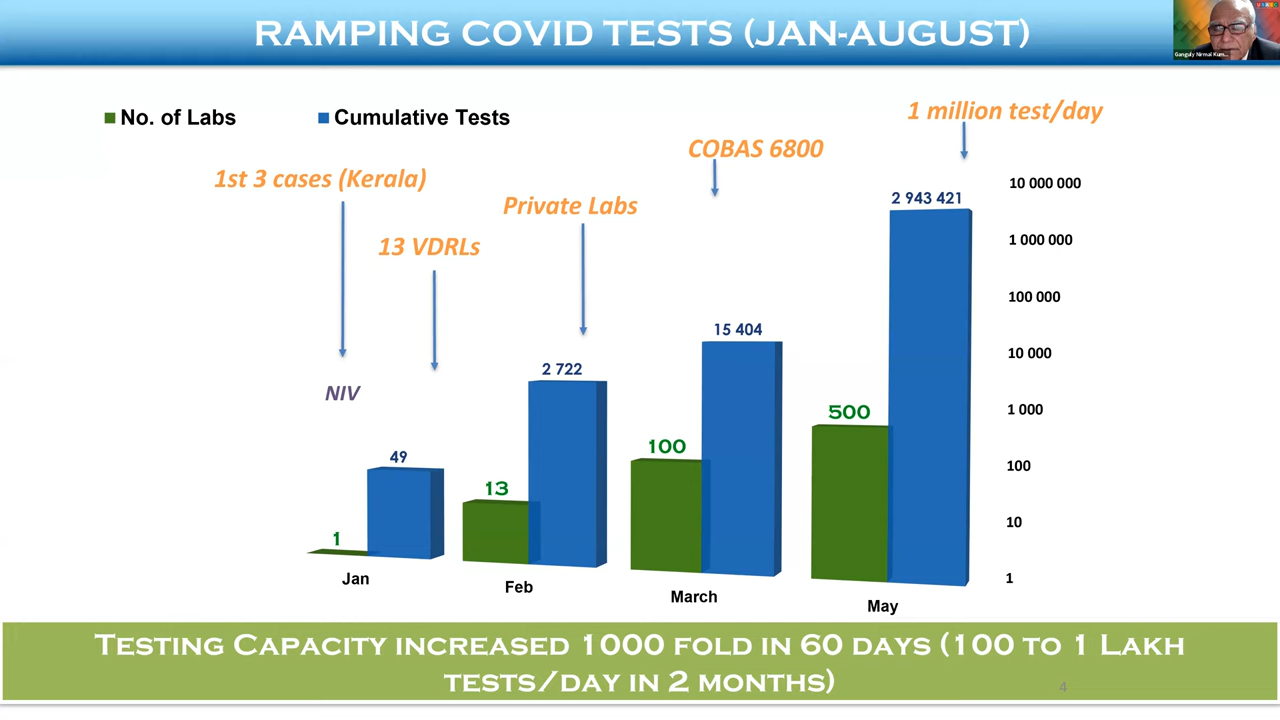 RAMPING COVID TESTS (JAN-AUGUST)
Ganguly Nirmal Kum...
No. of Labs
Cumulative Tests
1 million test/day
COBAS 6800
1st 3 cases (Kerala)
Private Labs
13 VDRLs
NIV
10 000 000
1 000 000
100 000
10 000
1 000
100
10
1
1
49
13
2 722
100
15 404
500
2 943 421
Jan
Feb
March
May
TESTING CAPACITY INCREASED 1000 FOLD IN 60 DAYS (100 TO 1 LAKH
TESTS/DAY IN 2 MONTHS)
4